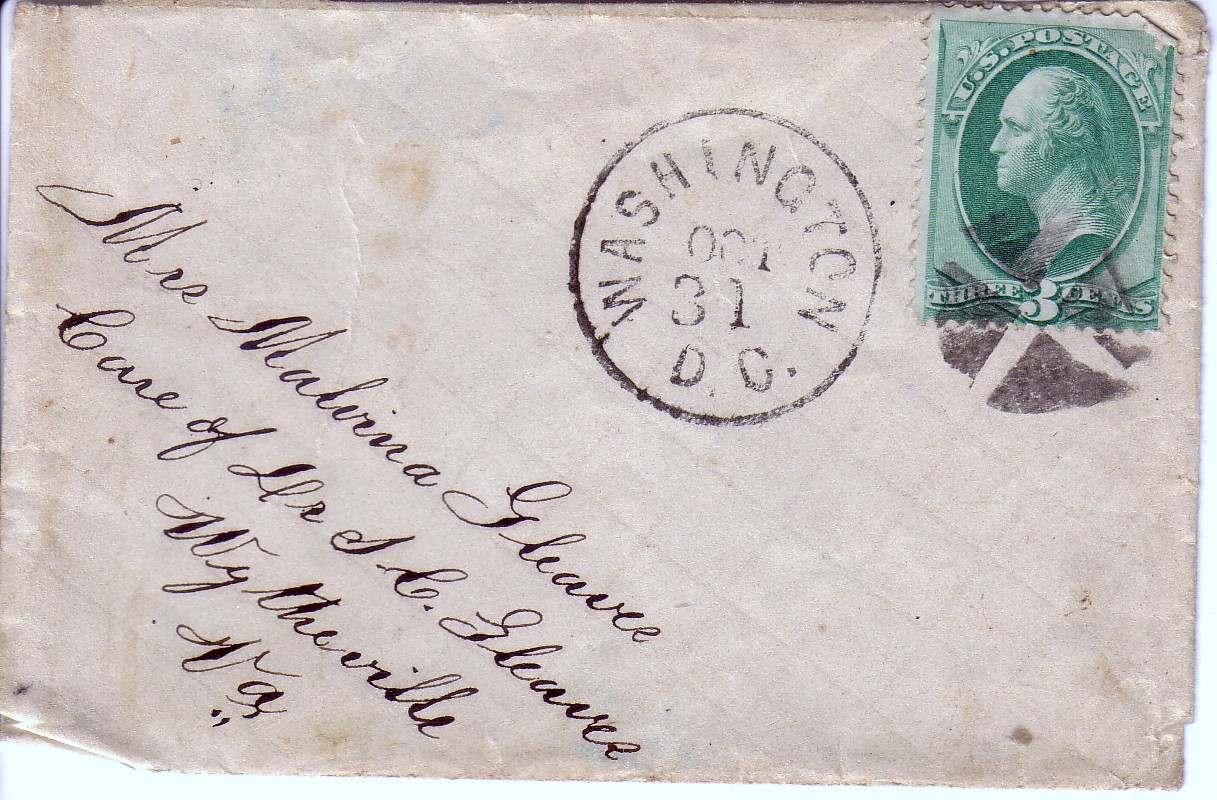 U.S. POSTAGE
THREE 3 CENTS
WASHINGTON
OCT
31
D.C.
Mrs Malvina Gleaves
Care of Dr S. C. Gleaves
Wytheville
Va